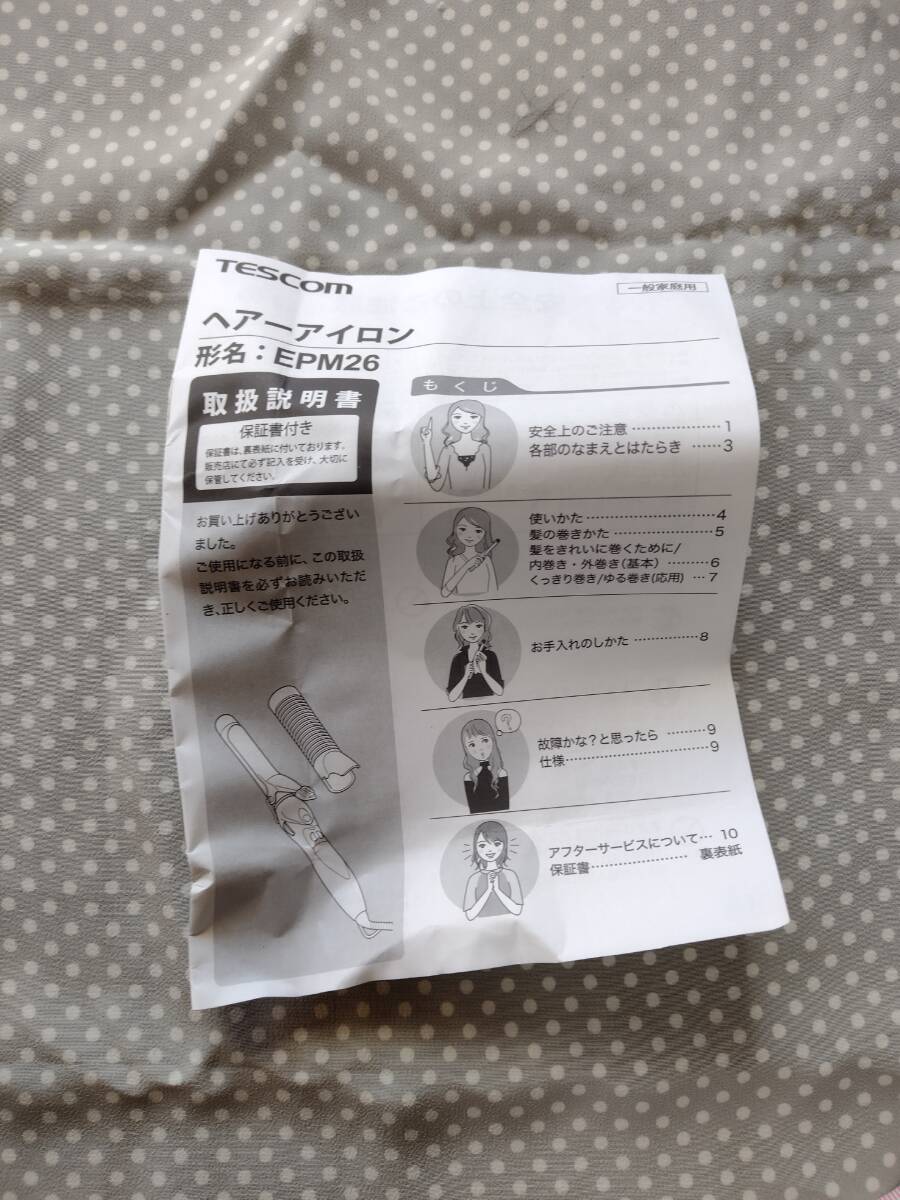 TESCOM
一般家庭用
ヘアーアイロン
形名：EPM26
取扱説明書
保証書付き
保証書は、裏表紙に付いております。
販売店にて必ず記入を受け、大切に
保管してください。
お買い上げありがとうござい
ました。
ご使用になる前に、この取扱
説明書を必ずお読みいただ
き、正しくご使用ください。
もくじ
安全上のご注意 ………………1
各部のなまえとはたらき ……3
使いかた ……………………4
髪の巻きかた ………………5
髪をきれいに巻くために/
内巻き・外巻き(基本) ………6
くっきり巻き/ゆる巻き(応用) …7
お手入れのしかた ……………8
故障かな？と思ったら ………9
仕様……………………………9
アフターサービスについて… 10
保証書………………… 裏表紙